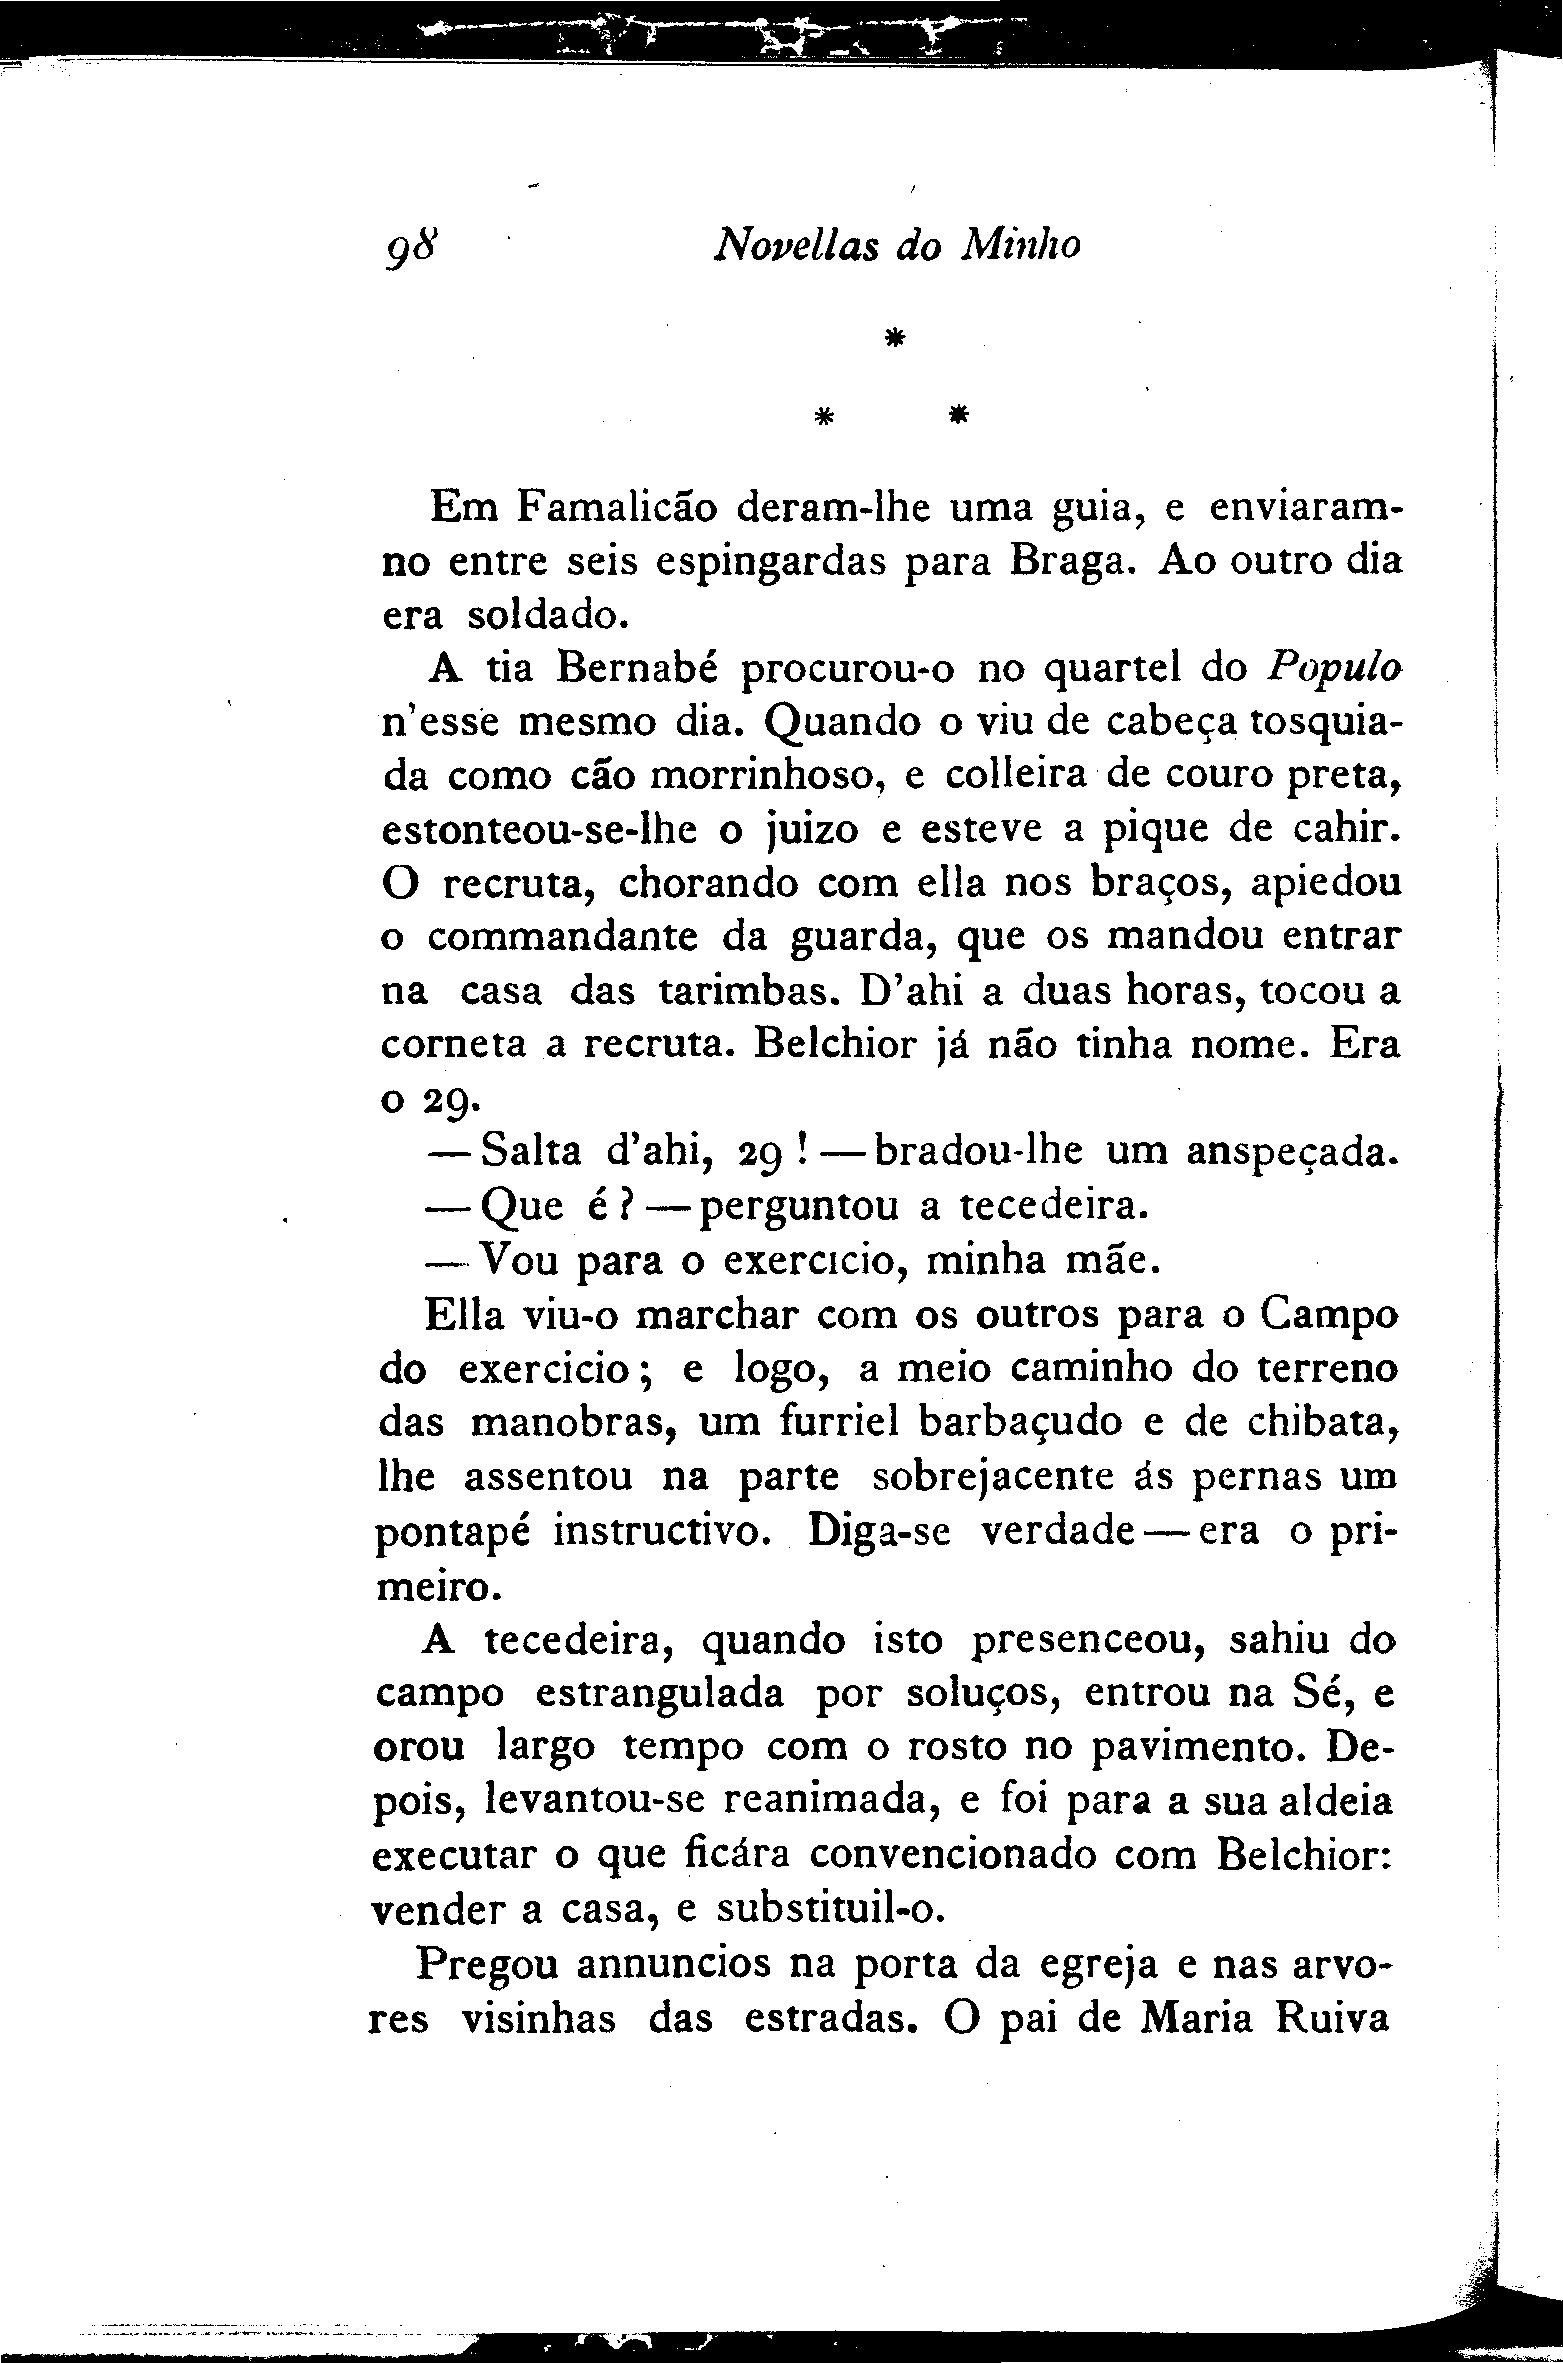 98 Novellas do Minho
*
* *
Em Famalicão deram-lhe uma guia, e enviaram-
no entre seis espingardas para Braga. Ao outro dia
era soldado.
A tia Bernabé procurou-o no quartel do Populo
n'esse mesmo dia. Quando o viu de cabeça tosquia-
da como cão morrinhoso, e colleira de couro preta,
estonteou-se-lhe o juizo e esteve a pique de cahir.
O recruta, chorando com ella nos braços, apiedou
o commandante da guarda, que os mandou entrar
na casa das tarimbas. D'ahi a duas horas, tocou a
corneta a recruta. Belchior já não tinha nome. Era
o 29.
— Salta d'ahi, 29 ! — bradou-lhe um anspeçada.
— Que é ? — perguntou a tecedeira.
— Vou para o exercicio, minha mãe.
Ella viu-o marchar com os outros para o Campo
do exercicio ; e logo, a meio caminho do terreno
das manobras, um furriel barbaçudo e de chibata,
lhe assentou na parte sobrejacente ás pernas um
pontapé instructivo. Diga-se verdade — era o pri-
meiro.
A tecedeira, quando isto presenceou, sahiu do
campo estrangulada por soluços, entrou na Sé, e
orou largo tempo com o rosto no pavimento. De-
pois, levantou-se reanimada, e foi para a sua aldeia
executar o que ficára convencionado com Belchior:
vender a casa, e substituil-o.
Pregou annuncios na porta da egreja e nas arvo-
res visinhas das estradas. O pai de Maria Ruiva